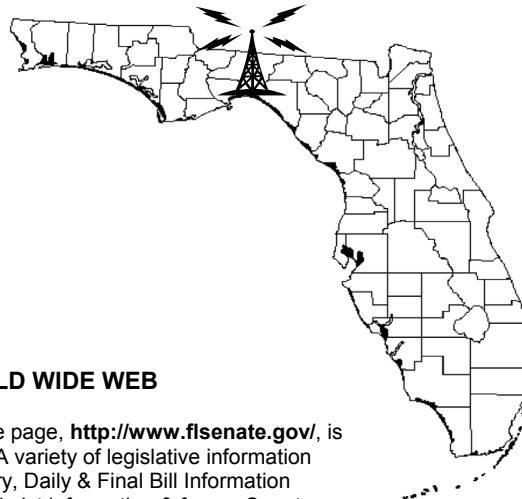 LD WIDE WEB
e page, http://www.flsenate.gov/, is
A variety of legislative information
ry, Daily & Final Bill Information